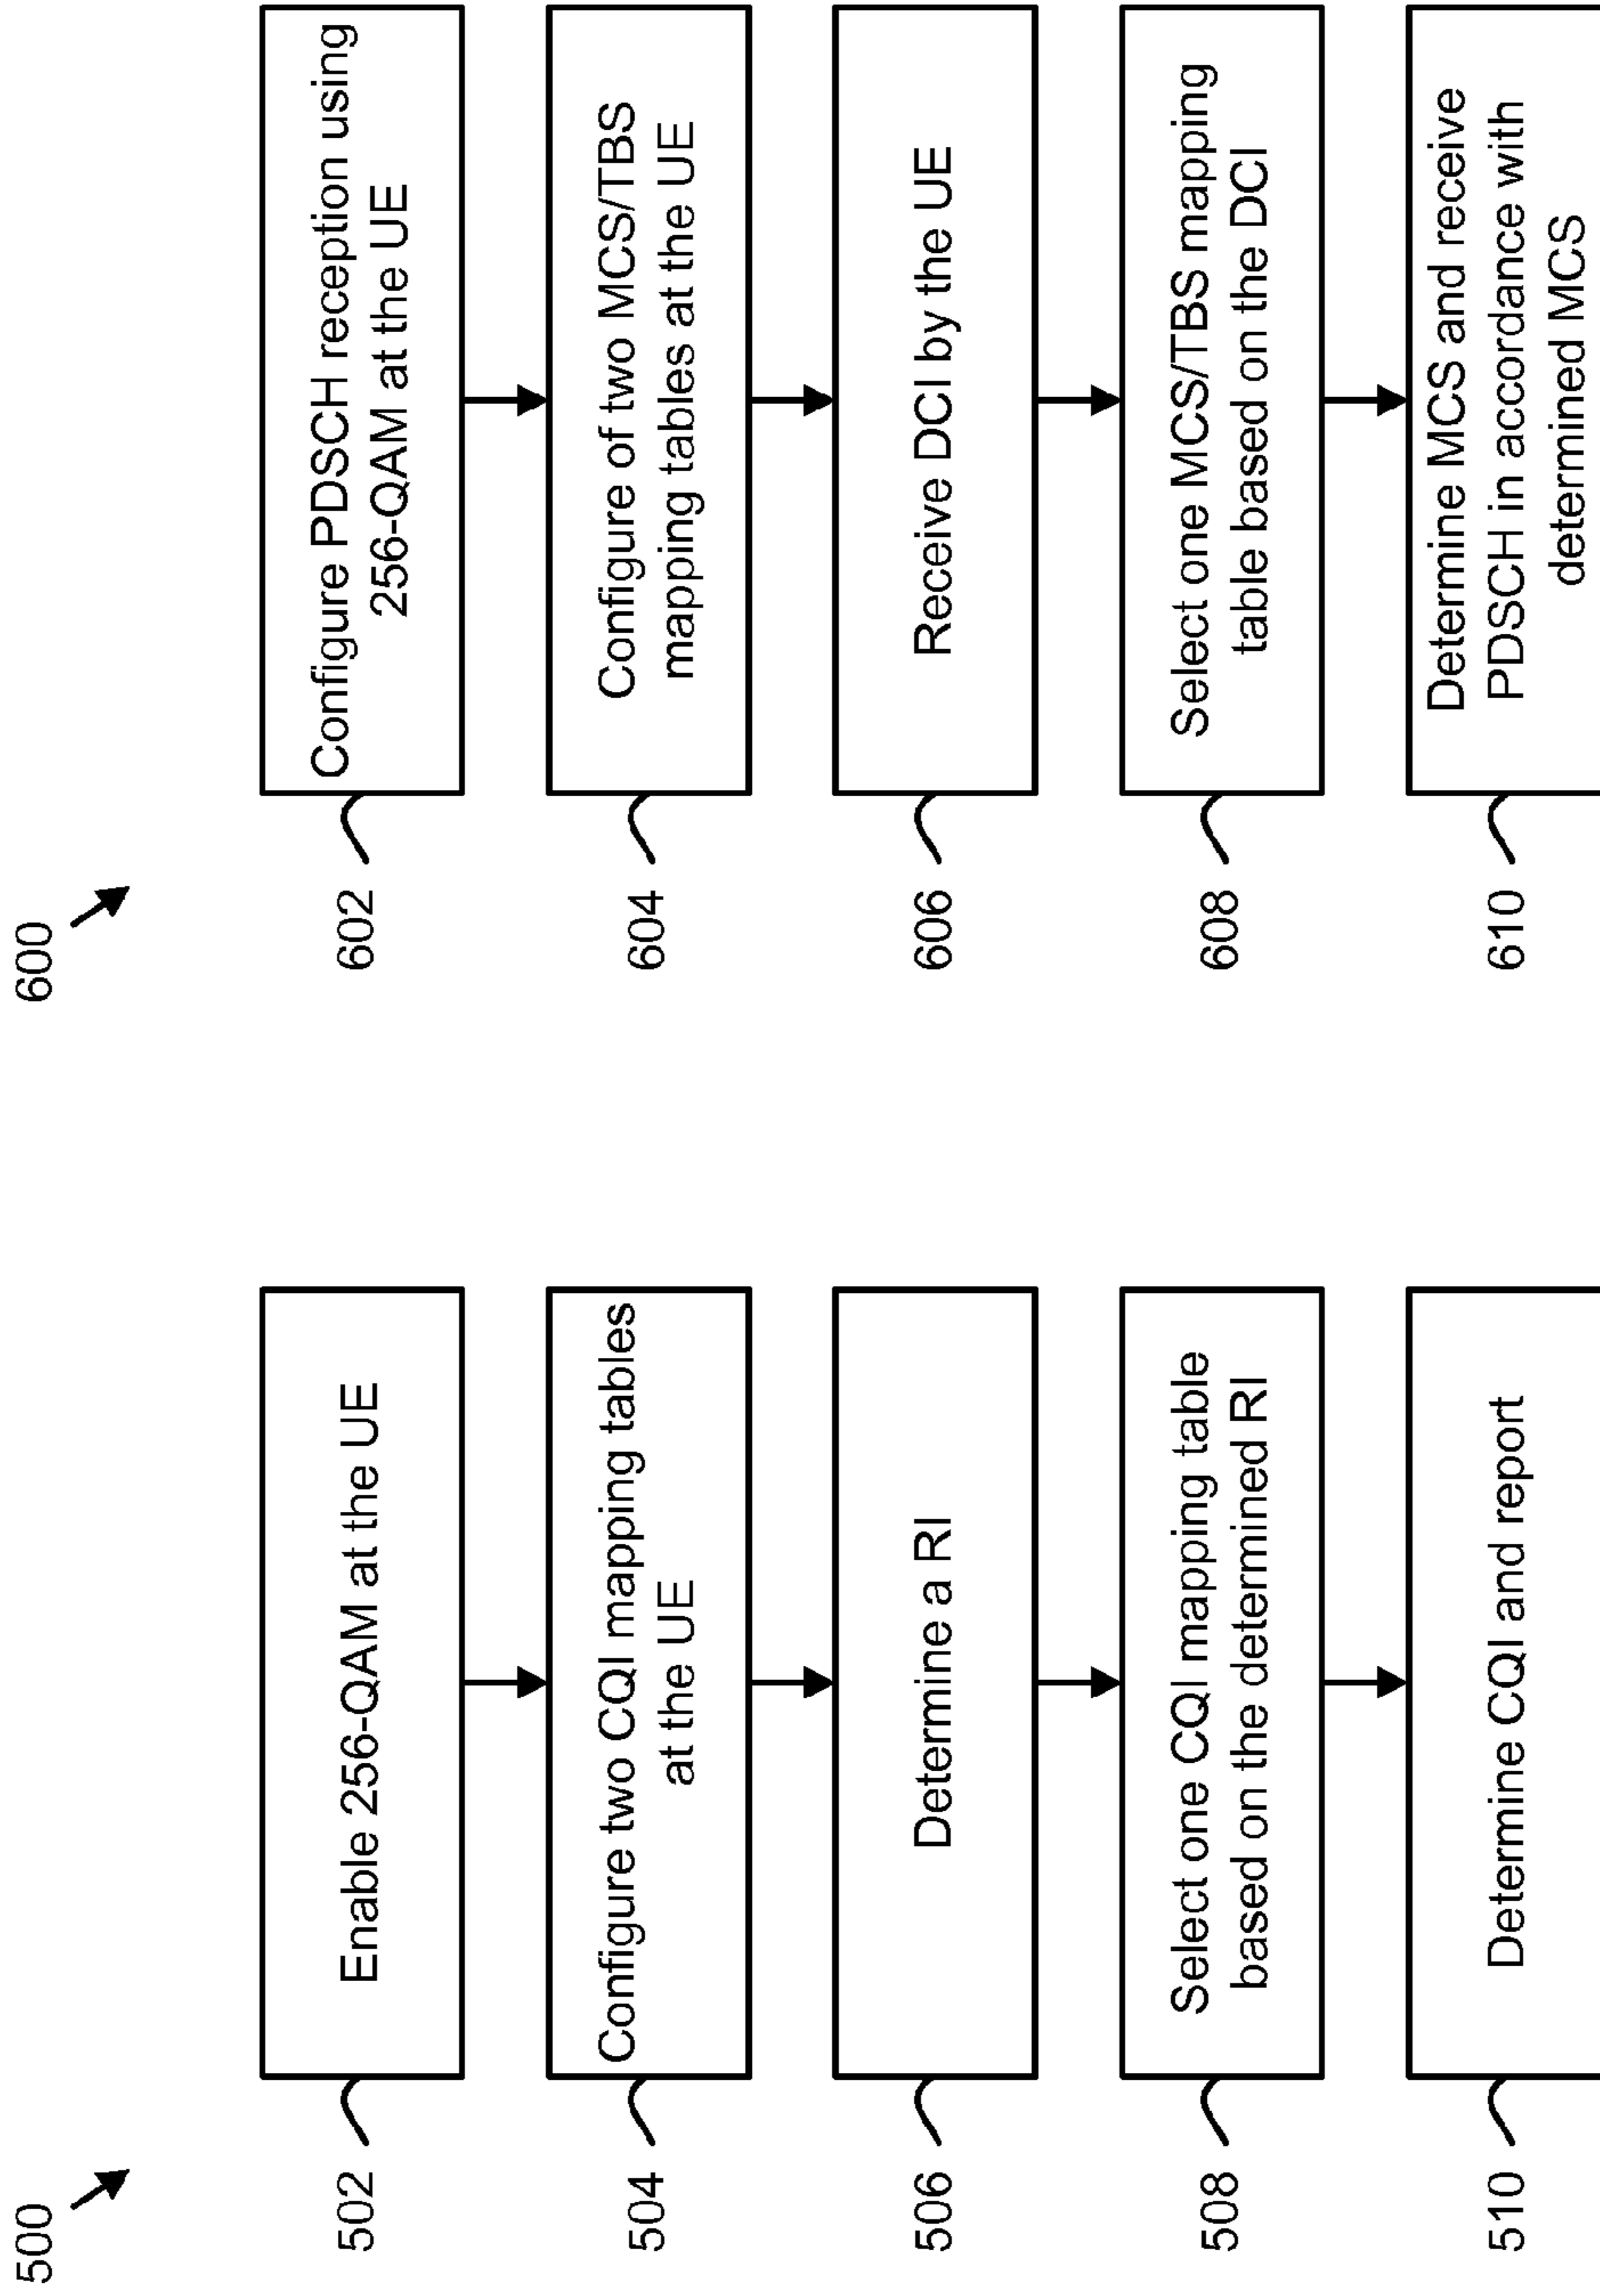 500
502
Enable 256-QAM at the UE
504
Configure two CQI mapping tables
at the UE
506
Determine a RI
508
Select one CQI mapping table
based on the determined RI
510
Determine CQI and report
600
602
Configure PDSCH reception using
256-QAM at the UE
604
Configure of two MCS/TBS
mapping tables at the UE
606
Receive DCI by the UE
608
Select one MCS/TBS mapping
table based on the DCI
610
Determine MCS and receive
PDSCH in accordance with
determined MCS